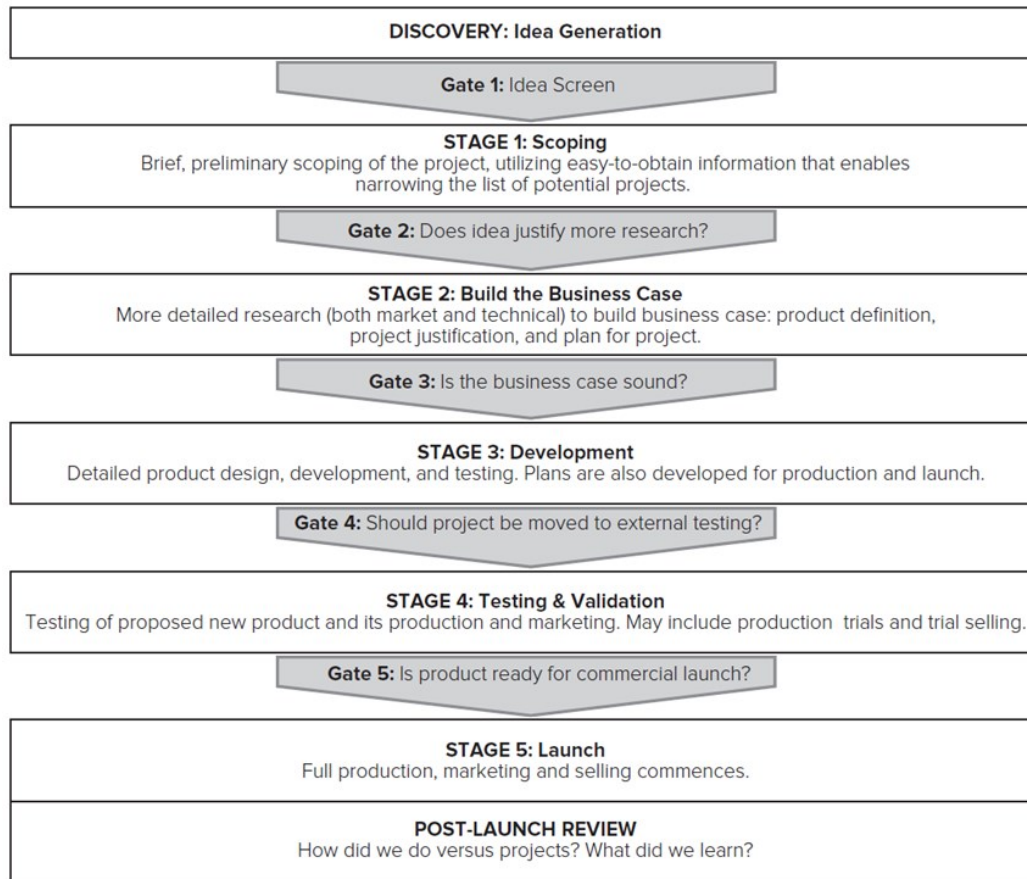 DISCOVERY: Idea Generation
Gate 1: Idea Screen
STAGE 1: Scoping
Brief, preliminary scoping of the project, utilizing easy-to-obtain information that enables
narrowing the list of potential projects.
Gate 2: Does idea justify more research?
STAGE 2: Build the Business Case
More detailed research (both market and technical) to build business case: product definition,
project justification, and plan for project.
Gate 3: Is the business case sound?
STAGE 3: Development
Detailed product design, development, and testing. Plans are also developed for production and launch.
Gate 4: Should project be moved to external testing?
STAGE 4: Testing & Validation
Testing of proposed new product and its production and marketing. May include production trials and trial selling.
Gate 5: Is product ready for commercial launch?
STAGE 5: Launch
Full production, marketing and selling commences.
POST-LAUNCH REVIEW
How did we do versus projects? What did we learn?